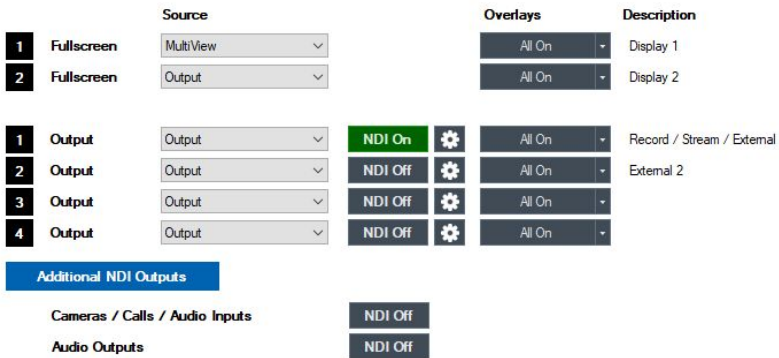 Source Overlays Description
1 Fullscreen MultiView All On Display 1
2 Fullscreen Output All On Display 2
1 Output Output NDI On All On Record / Stream / External
2 Output Output NDI Off All On External 2
3 Output Output NDI Off All On
4 Output Output NDI Off All On
Additional NDI Outputs
Cameras / Calls / Audio Inputs NDI Off
Audio Outputs NDI Off